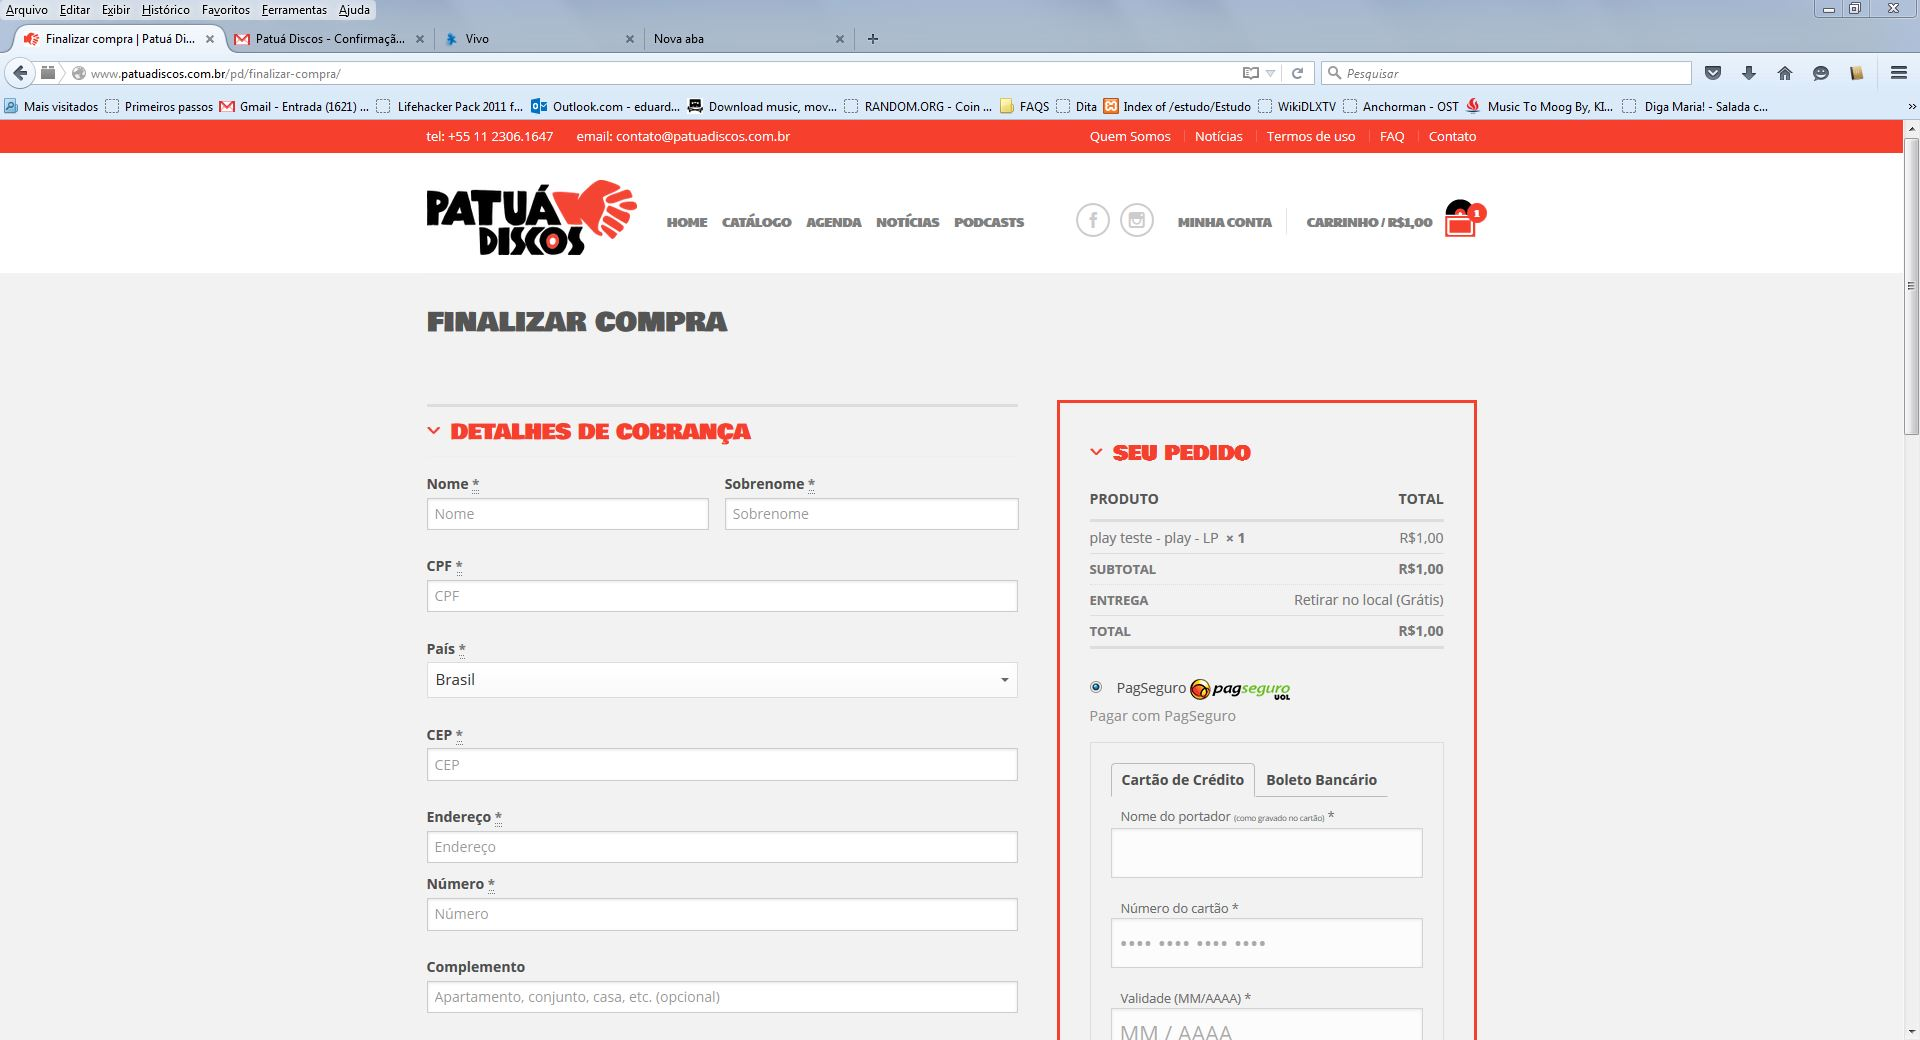 Arquivo Editar Exibir Histórico Favoritos Ferramentas Ajuda
Finalizar compra | Patuá Di... Patuá Discos - Confirmaçã... Vivo Nova aba
www.patuadiscos.com.br/pd/finalizar-compra/ Pesquisar
Mais visitados Primeiros passos Gmail - Entrada (1621) ... Lifehacker Pack 2011 f... Outlook.com - eduard... Download music, mov... RANDOM.ORG - Coin ... FAQS Dita Index of /estudo/Estudo WikiDLXTV Anchorman - OST Music To Moog By, KI... Diga Maria! - Salada c...
tel: +55 11 2306.1647 email: contato@patuadiscos.com.br Quem Somos Notícias Termos de uso FAQ Contato
PATUÁ
DISCOS
HOME CATÁLOGO AGENDA NOTÍCIAS PODCASTS MINHA CONTA CARRINHO / R$1,00 1
FINALIZAR COMPRA
DETALHES DE COBRANÇA
Nome * Sobrenome *
Nome Sobrenome
CPF *
CPF
País *
Brasil
CEP *
CEP
Endereço *
Endereço
Número *
Número
Complemento
Apartamento, conjunto, casa, etc. (opcional)
SEU PEDIDO
PRODUTO TOTAL
play teste - play - LP × 1 R$1,00
SUBTOTAL R$1,00
ENTREGA Retirar no local (Grátis)
TOTAL R$1,00
PagSeguro pagseguro UOL
Pagar com PagSeguro
Cartão de Crédito Boleto Bancário
Nome do portador (como gravado no cartão) *
Número do cartão *
•••• •••• •••• ••••
Validade (MM/AAAA) *
MM / AAAA